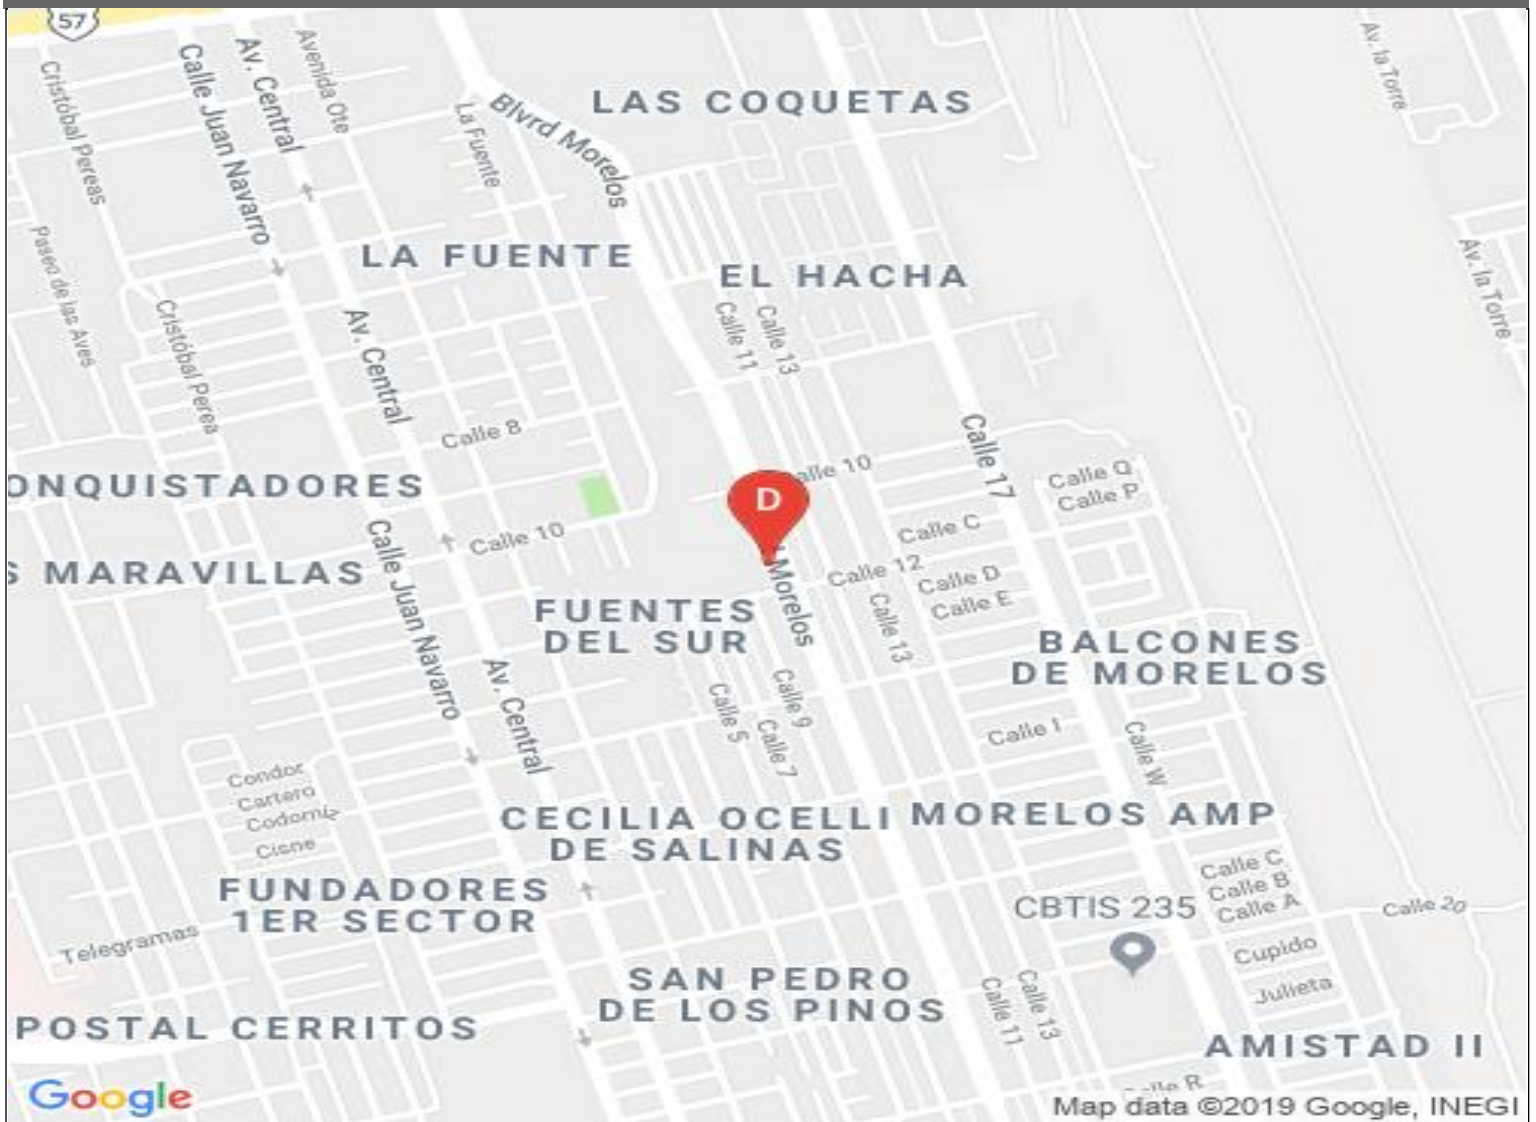 57
Cristóbal Pereas
Calle Juan Navarro
Av. Central
Avenida Ote
La Fuente
Blvrd Morelos
LAS COQUETAS
Av. la Torre
Paseo de las Aves
LA FUENTE
EL HACHA
Av. la Torre
Cristóbal Perea
Av. Central
Calle 11
Calle 13
Calle 8
Calle 10
Calle 17
Calle Q
Calle P
ONQUISTADORES
D
Calle 10
Calle C
S MARAVILLAS
Calle Juan Navarro
Calle 12
Calle D
Calle E
Morelos
Calle 13
FUENTES
DEL SUR
BALCONES
DE MORELOS
Av. Central
Calle 5
Calle 9
Calle 7
Calle I
Calle W
Condor
Cartero
Codorniz
Cisne
CECILIA OCELLI
DE SALINAS
MORELOS AMP
FUNDADORES
1ER SECTOR
Calle C
Calle B
Calle A
CBTIS 235
Calle 20
Telegramas
Cupido
Julieta
SAN PEDRO
DE LOS PINOS
Calle 11
Calle 13
POSTAL CERRITOS
AMISTAD II
Calle R
Google
Map data ©2019 Google, INEGI